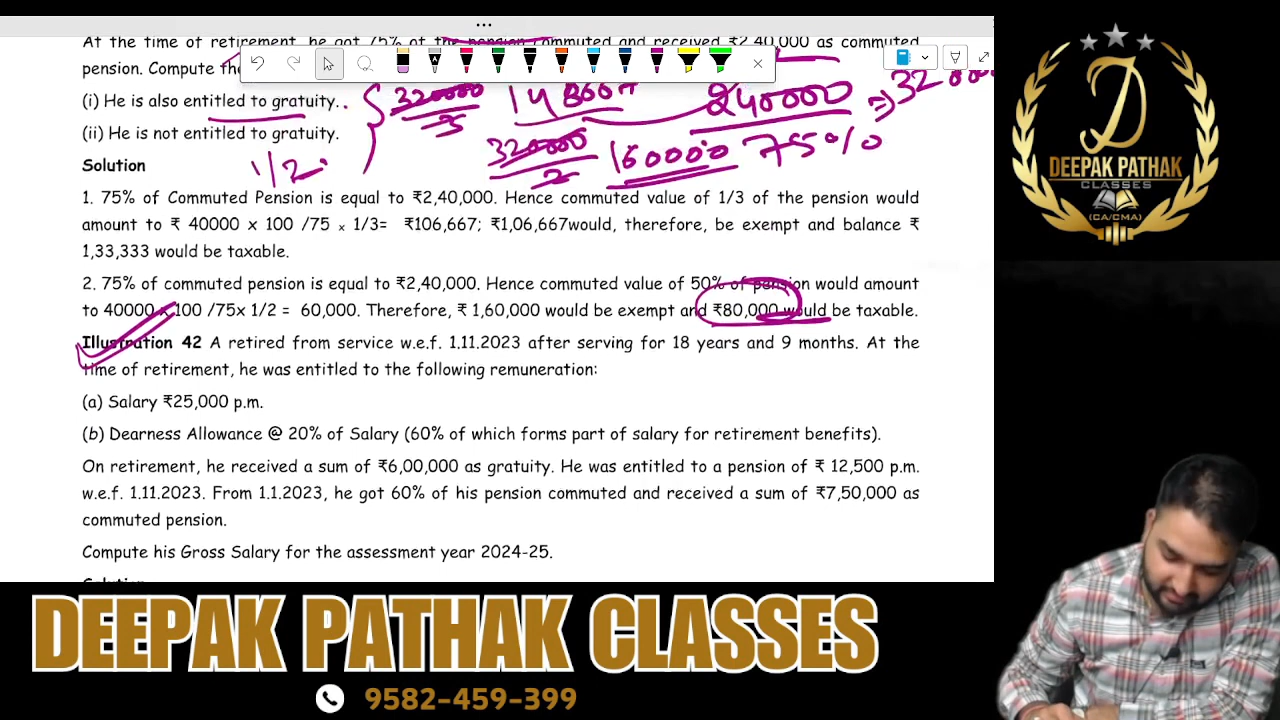 At the time of retirement, he got 75% of the pension commuted and received ₹2,40,000 as commuted
pension. Compute the
(i) He is also entitled to gratuity.
320000
3
240000
320000
(ii) He is not entitled to gratuity.
320000
2
160000 75%
Solution
1/2
1. 75% of Commuted Pension is equal to ₹2,40,000. Hence commuted value of 1/3 of the pension would
amount to ₹ 40000 x 100 /75 x 1/3= ₹106,667; ₹1,06,667would, therefore, be exempt and balance ₹
1,33,333 would be taxable.
2. 75% of commuted pension is equal to ₹2,40,000. Hence commuted value of 50% of pension would amount
to 40000 x 100 /75x 1/2 = 60,000. Therefore, ₹ 1,60,000 would be exempt and ₹80,000 would be taxable.
Illustration 42 A retired from service w.e.f. 1.11.2023 after serving for 18 years and 9 months. At the
time of retirement, he was entitled to the following remuneration:
(a) Salary ₹25,000 p.m.
(b) Dearness Allowance @ 20% of Salary (60% of which forms part of salary for retirement benefits).
On retirement, he received a sum of ₹6,00,000 as gratuity. He was entitled to a pension of ₹ 12,500 p.m.
w.e.f. 1.11.2023. From 1.1.2023, he got 60% of his pension commuted and received a sum of ₹7,50,000 as
commuted pension.
Compute his Gross Salary for the assessment year 2024-25.
Solution
D
DEEPAK PATHAK
CLASSES
(CA/CMA)
DEEPAK PATHAK CLASSES
9582-459-399